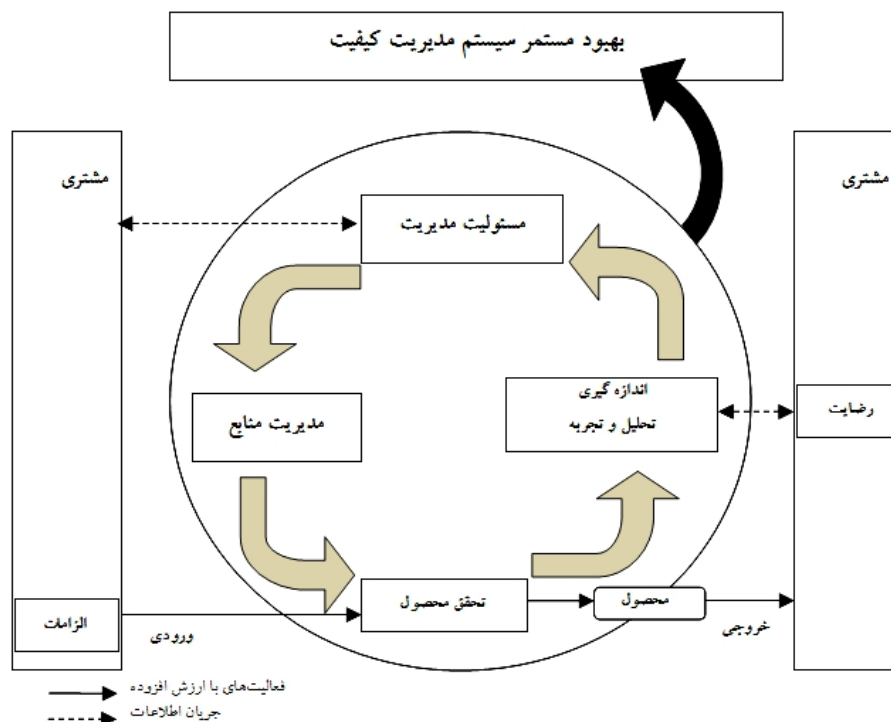 بهبود مستمر سیستم مدیریت کیفیت
مشتری
مشتری
مسئولیت مدیریت
اندازه گیری
تحلیل و تجربه
رضایت
مدیریت منابع
تحقق محصول
محصول
الزامات
ورودی
خروجی
فعالیت‌های با ارزش افزوده
جریان اطلاعات